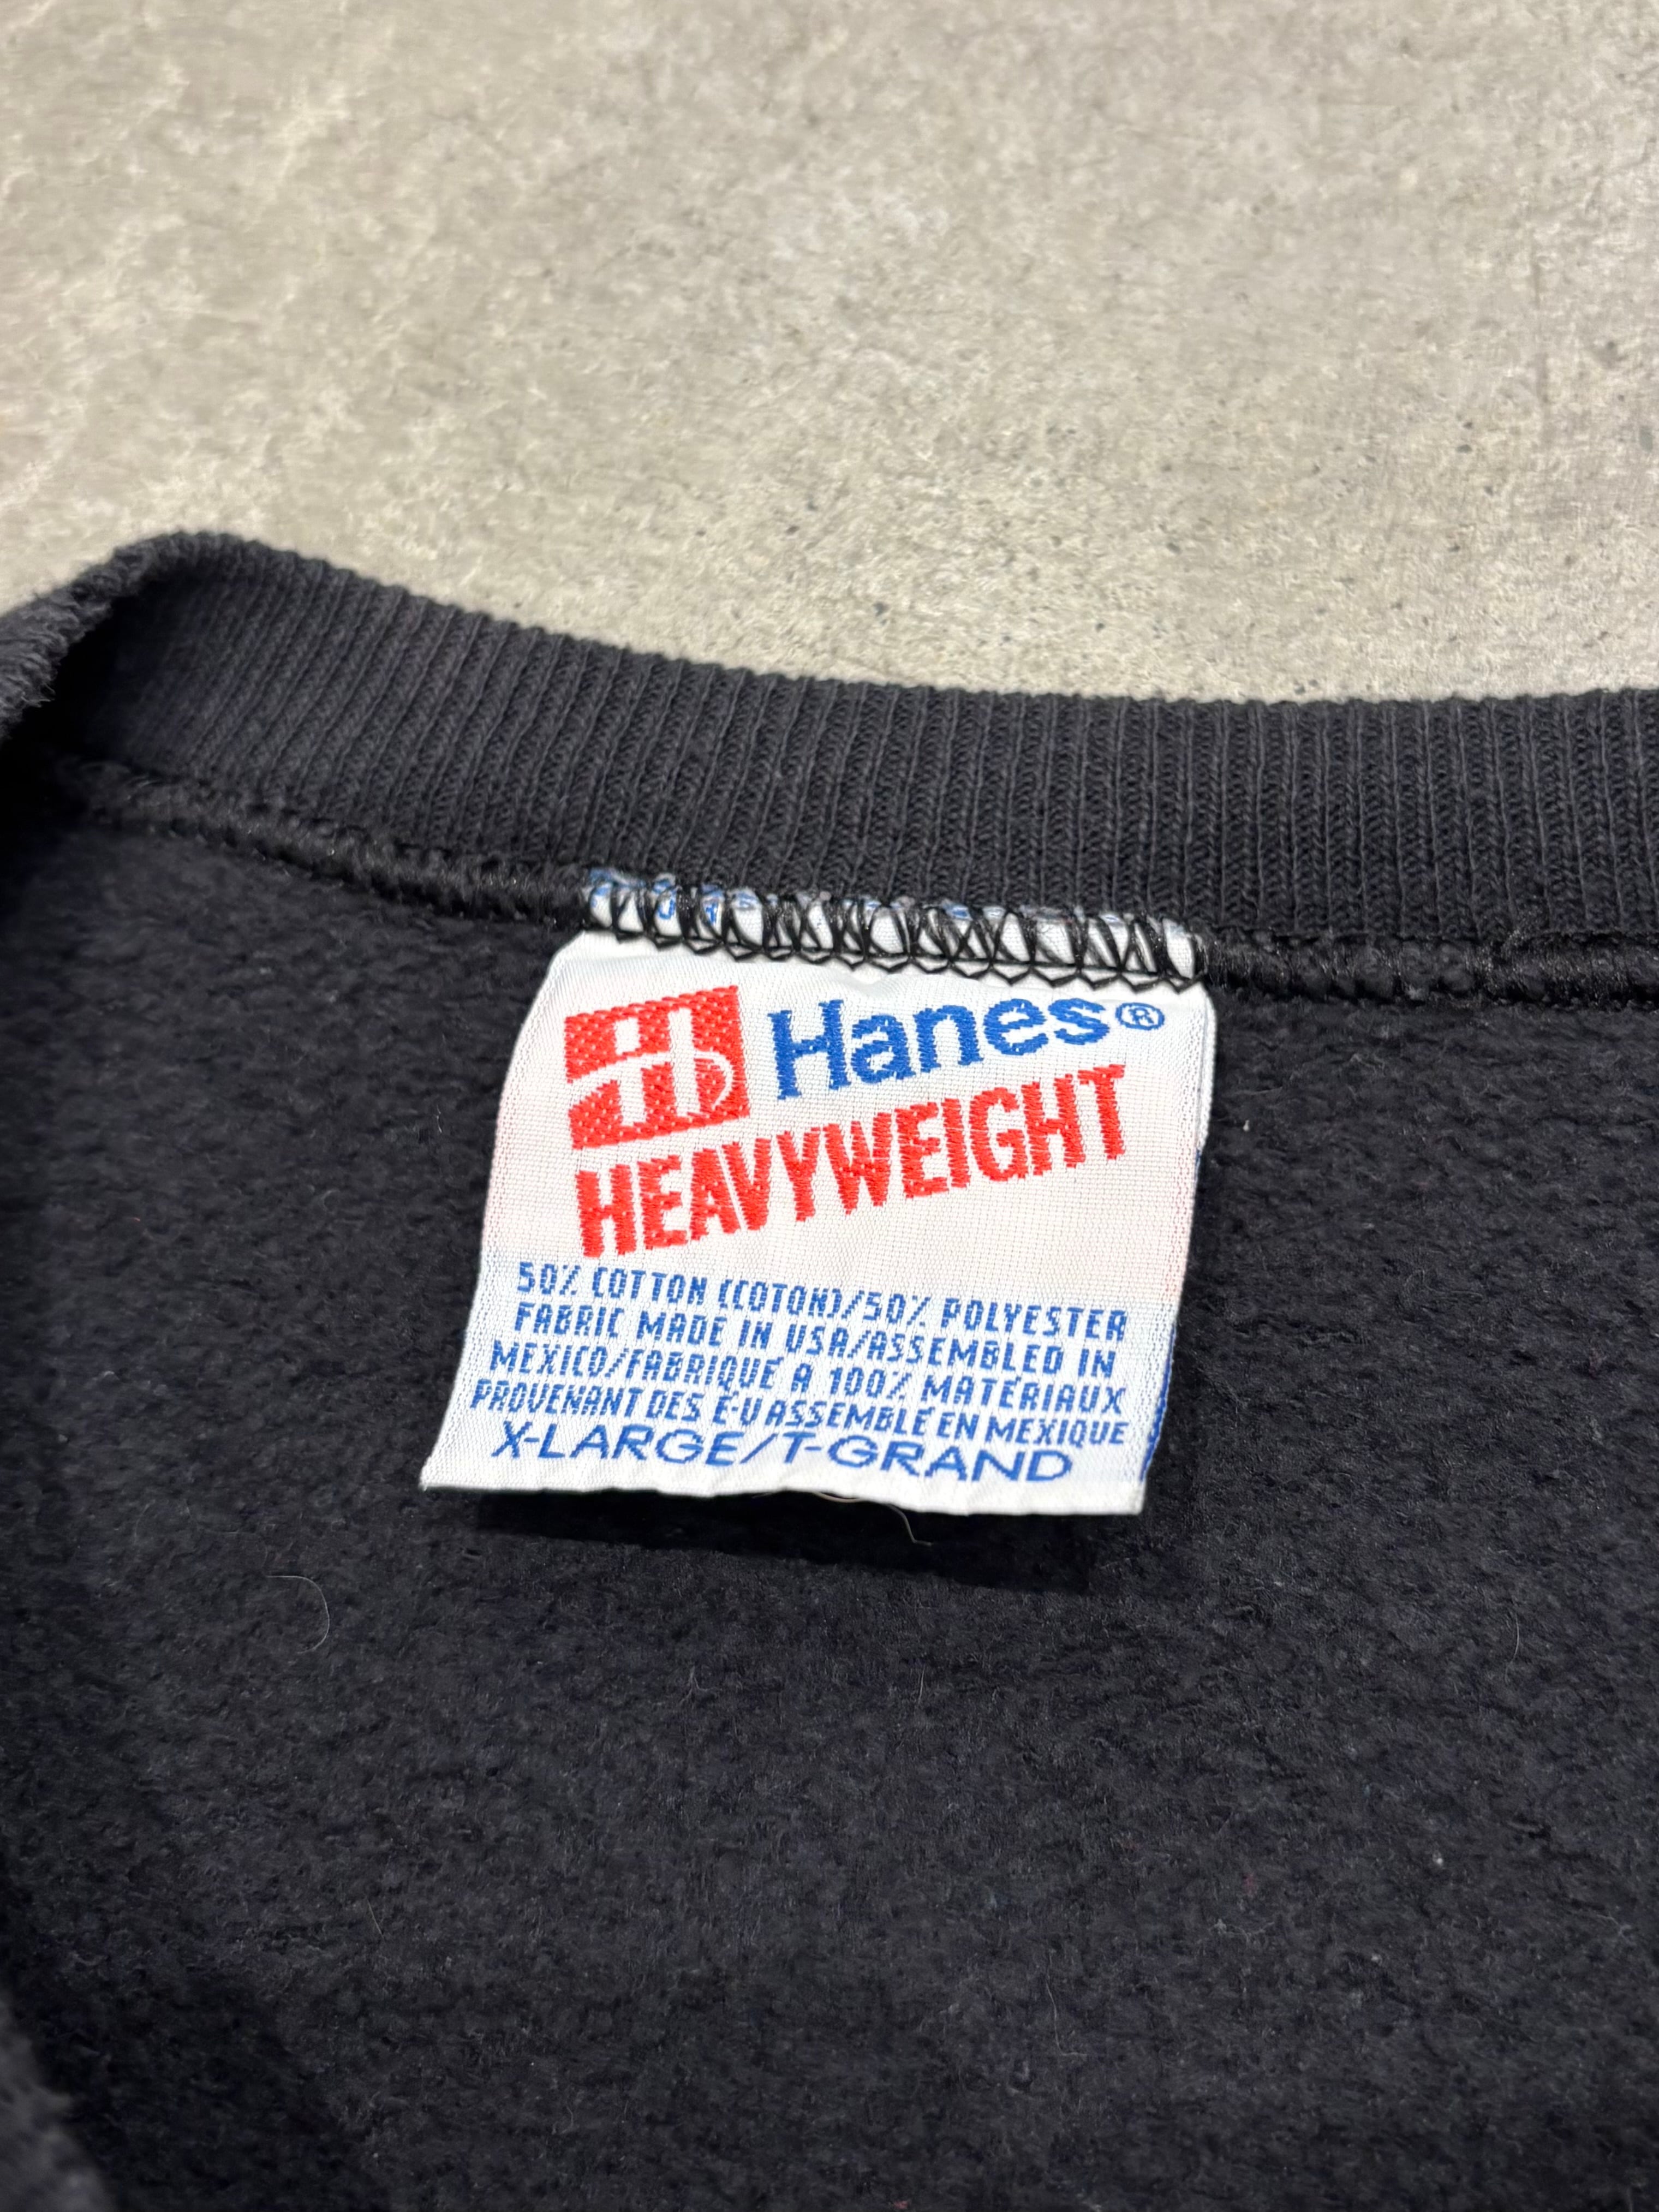 Hanes®
HEAVYWEIGHT
50% COTTON (COTON)/50% POLYESTER
FABRIC MADE IN USA/ASSEMBLED IN
MEXICO/FABRIQUÉ A 100% MATÉRIAUX
PROVENANT DES É-U ASSEMBLÉ EN MEXIQUE
X-LARGE/T-GRAND